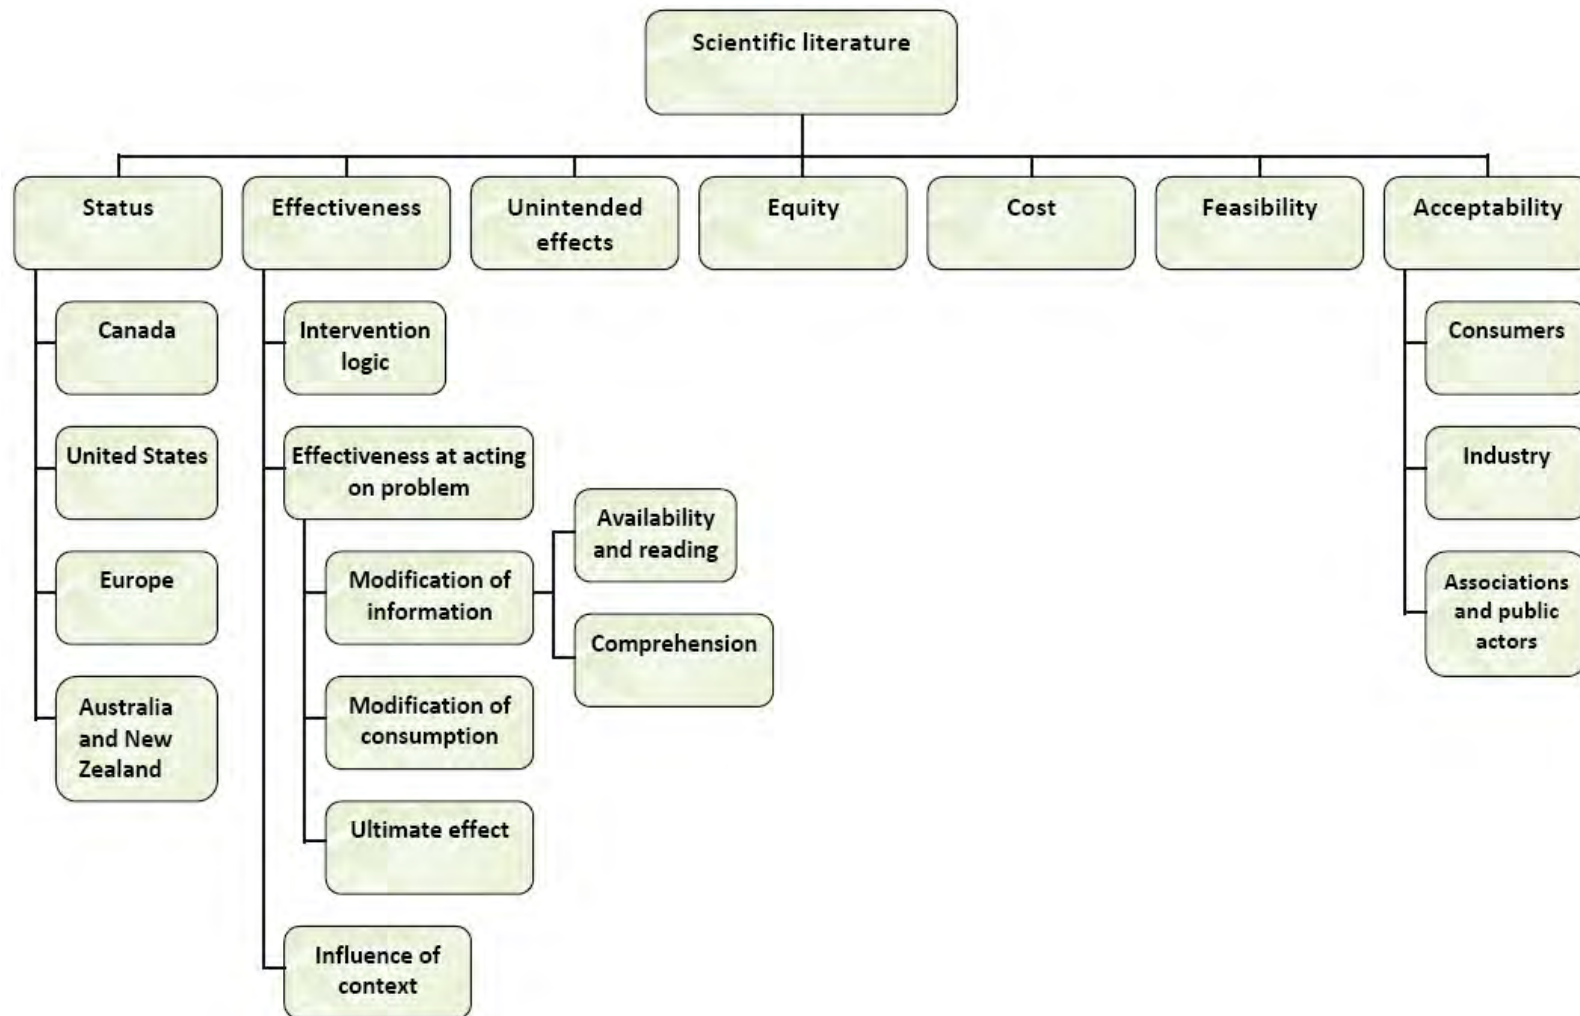 Scientific literature
Status
Effectiveness
Unintended
effects
Equity
Cost
Feasibility
Acceptability
Canada
United States
Europe
Australia
and New
Zealand
Intervention
logic
Effectiveness at acting
on problem
Modification of
information
Availability
and reading
Comprehension
Modification of
consumption
Ultimate effect
Influence of
context
Consumers
Industry
Associations
and public
actors